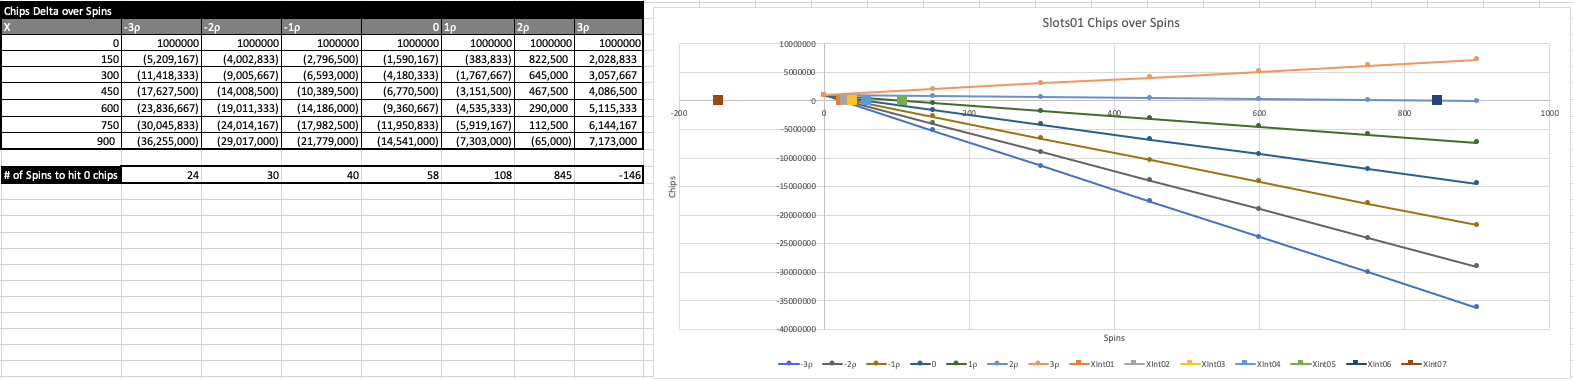 Chips Delta over Spins
X -3ρ -2ρ -1ρ 0 1ρ 2ρ 3ρ
0 1000000 1000000 1000000 1000000 1000000 1000000 1000000
150 (5,209,167) (4,002,833) (2,796,500) (1,590,167) (383,833) 822,500 2,028,833
300 (11,418,333) (9,005,667) (6,593,000) (4,180,333) (1,767,667) 645,000 3,057,667
450 (17,627,500) (14,008,500) (10,389,500) (6,770,500) (3,151,500) 467,500 4,086,500
600 (23,836,667) (19,011,333) (14,186,000) (9,360,667) (4,535,333) 290,000 5,115,333
750 (30,045,833) (24,014,167) (17,982,500) (11,950,833) (5,919,167) 112,500 6,144,167
900 (36,255,000) (29,017,000) (21,779,000) (14,541,000) (7,303,000) (65,000) 7,173,000
# of Spins to hit 0 chips 24 30 40 58 108 845 -146
Slots01 Chips over Spins
10000000
5000000
0
-200 0 200 400 600 800 1000
-5000000
-10000000
-15000000
-20000000
-25000000
-30000000
-35000000
-40000000
Chips
Spins
-3ρ -2ρ -1ρ 0 1ρ 2ρ 3ρ XInt01 XInt02 XInt03 XInt04 Xint05 XInt06 Xint07